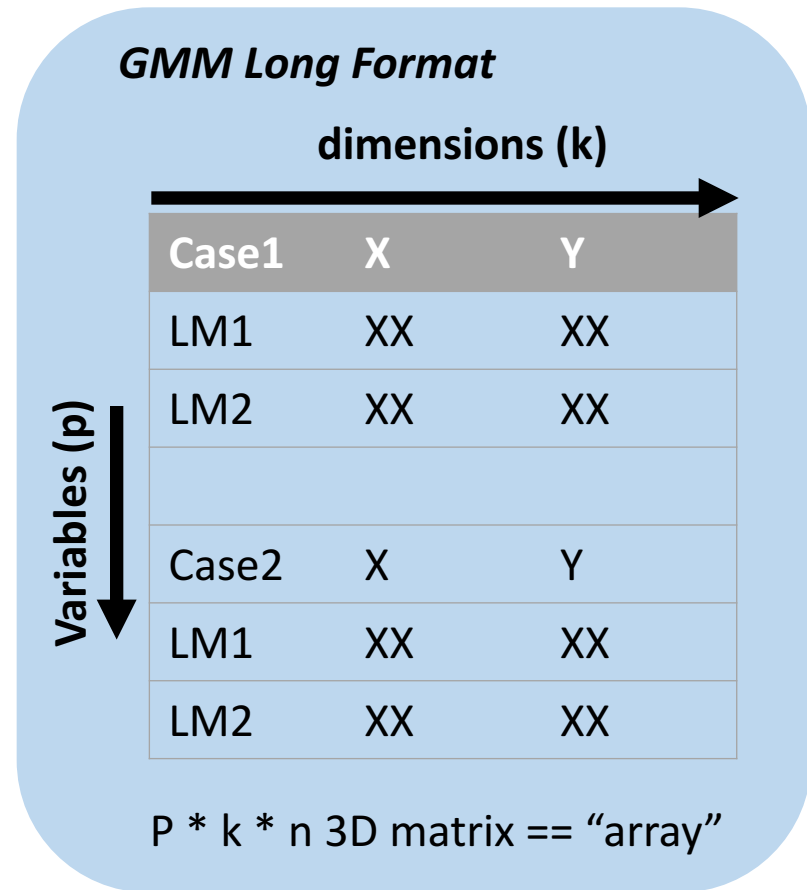 GMM Long Format
dimensions (k)
Variables (p)
Case1 X Y
LM1 XX XX
LM2 XX XX
Case2 X Y
LM1 XX XX
LM2 XX XX
P * k * n 3D matrix == “array”